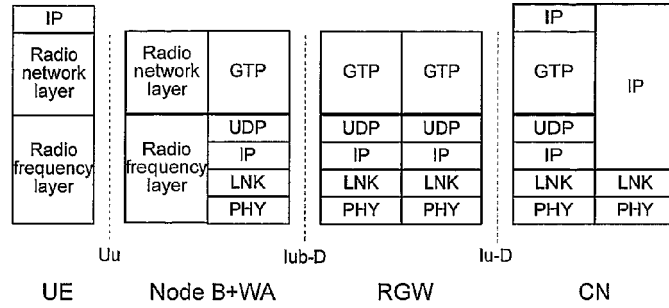 IP
Radio
network
layer
Radio
frequency
layer
Radio
network
layer
GTP
Radio
frequency
layer
UDP
IP
LNK
PHY
GTP
GTP
UDP
UDP
IP
IP
LNK
LNK
PHY
PHY
IP
GTP
IP
UDP
IP
LNK
LNK
PHY
PHY
Uu
Iub-D
Iu-D
UE
Node B+WA
RGW
CN